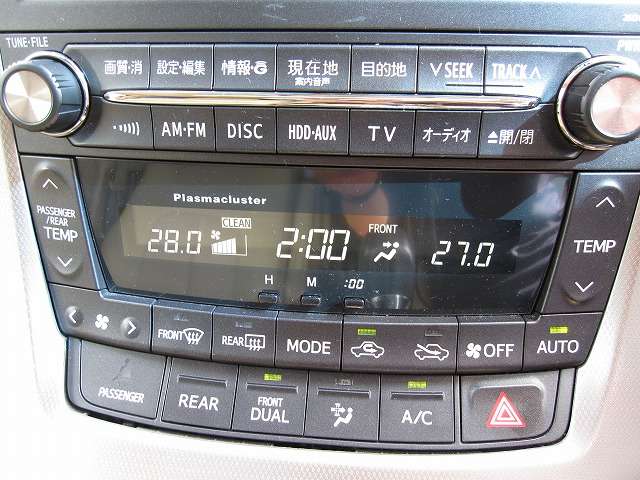 TUNE·FILE
画質·消 設定·編集 情報·G 現在地 目的地 ∨ SEEK TRACK ∧
案内音声
AM·FM DISC HDD·AUX TV オーディオ ▲開/閉
Plasmacluster
PASSENGER
/REAR
TEMP
CLEAN
28.0 2:00 FRONT 27.0
TEMP
H M :00
FRONT REAR MODE OFF AUTO
PASSENGER REAR FRONT DUAL A/C